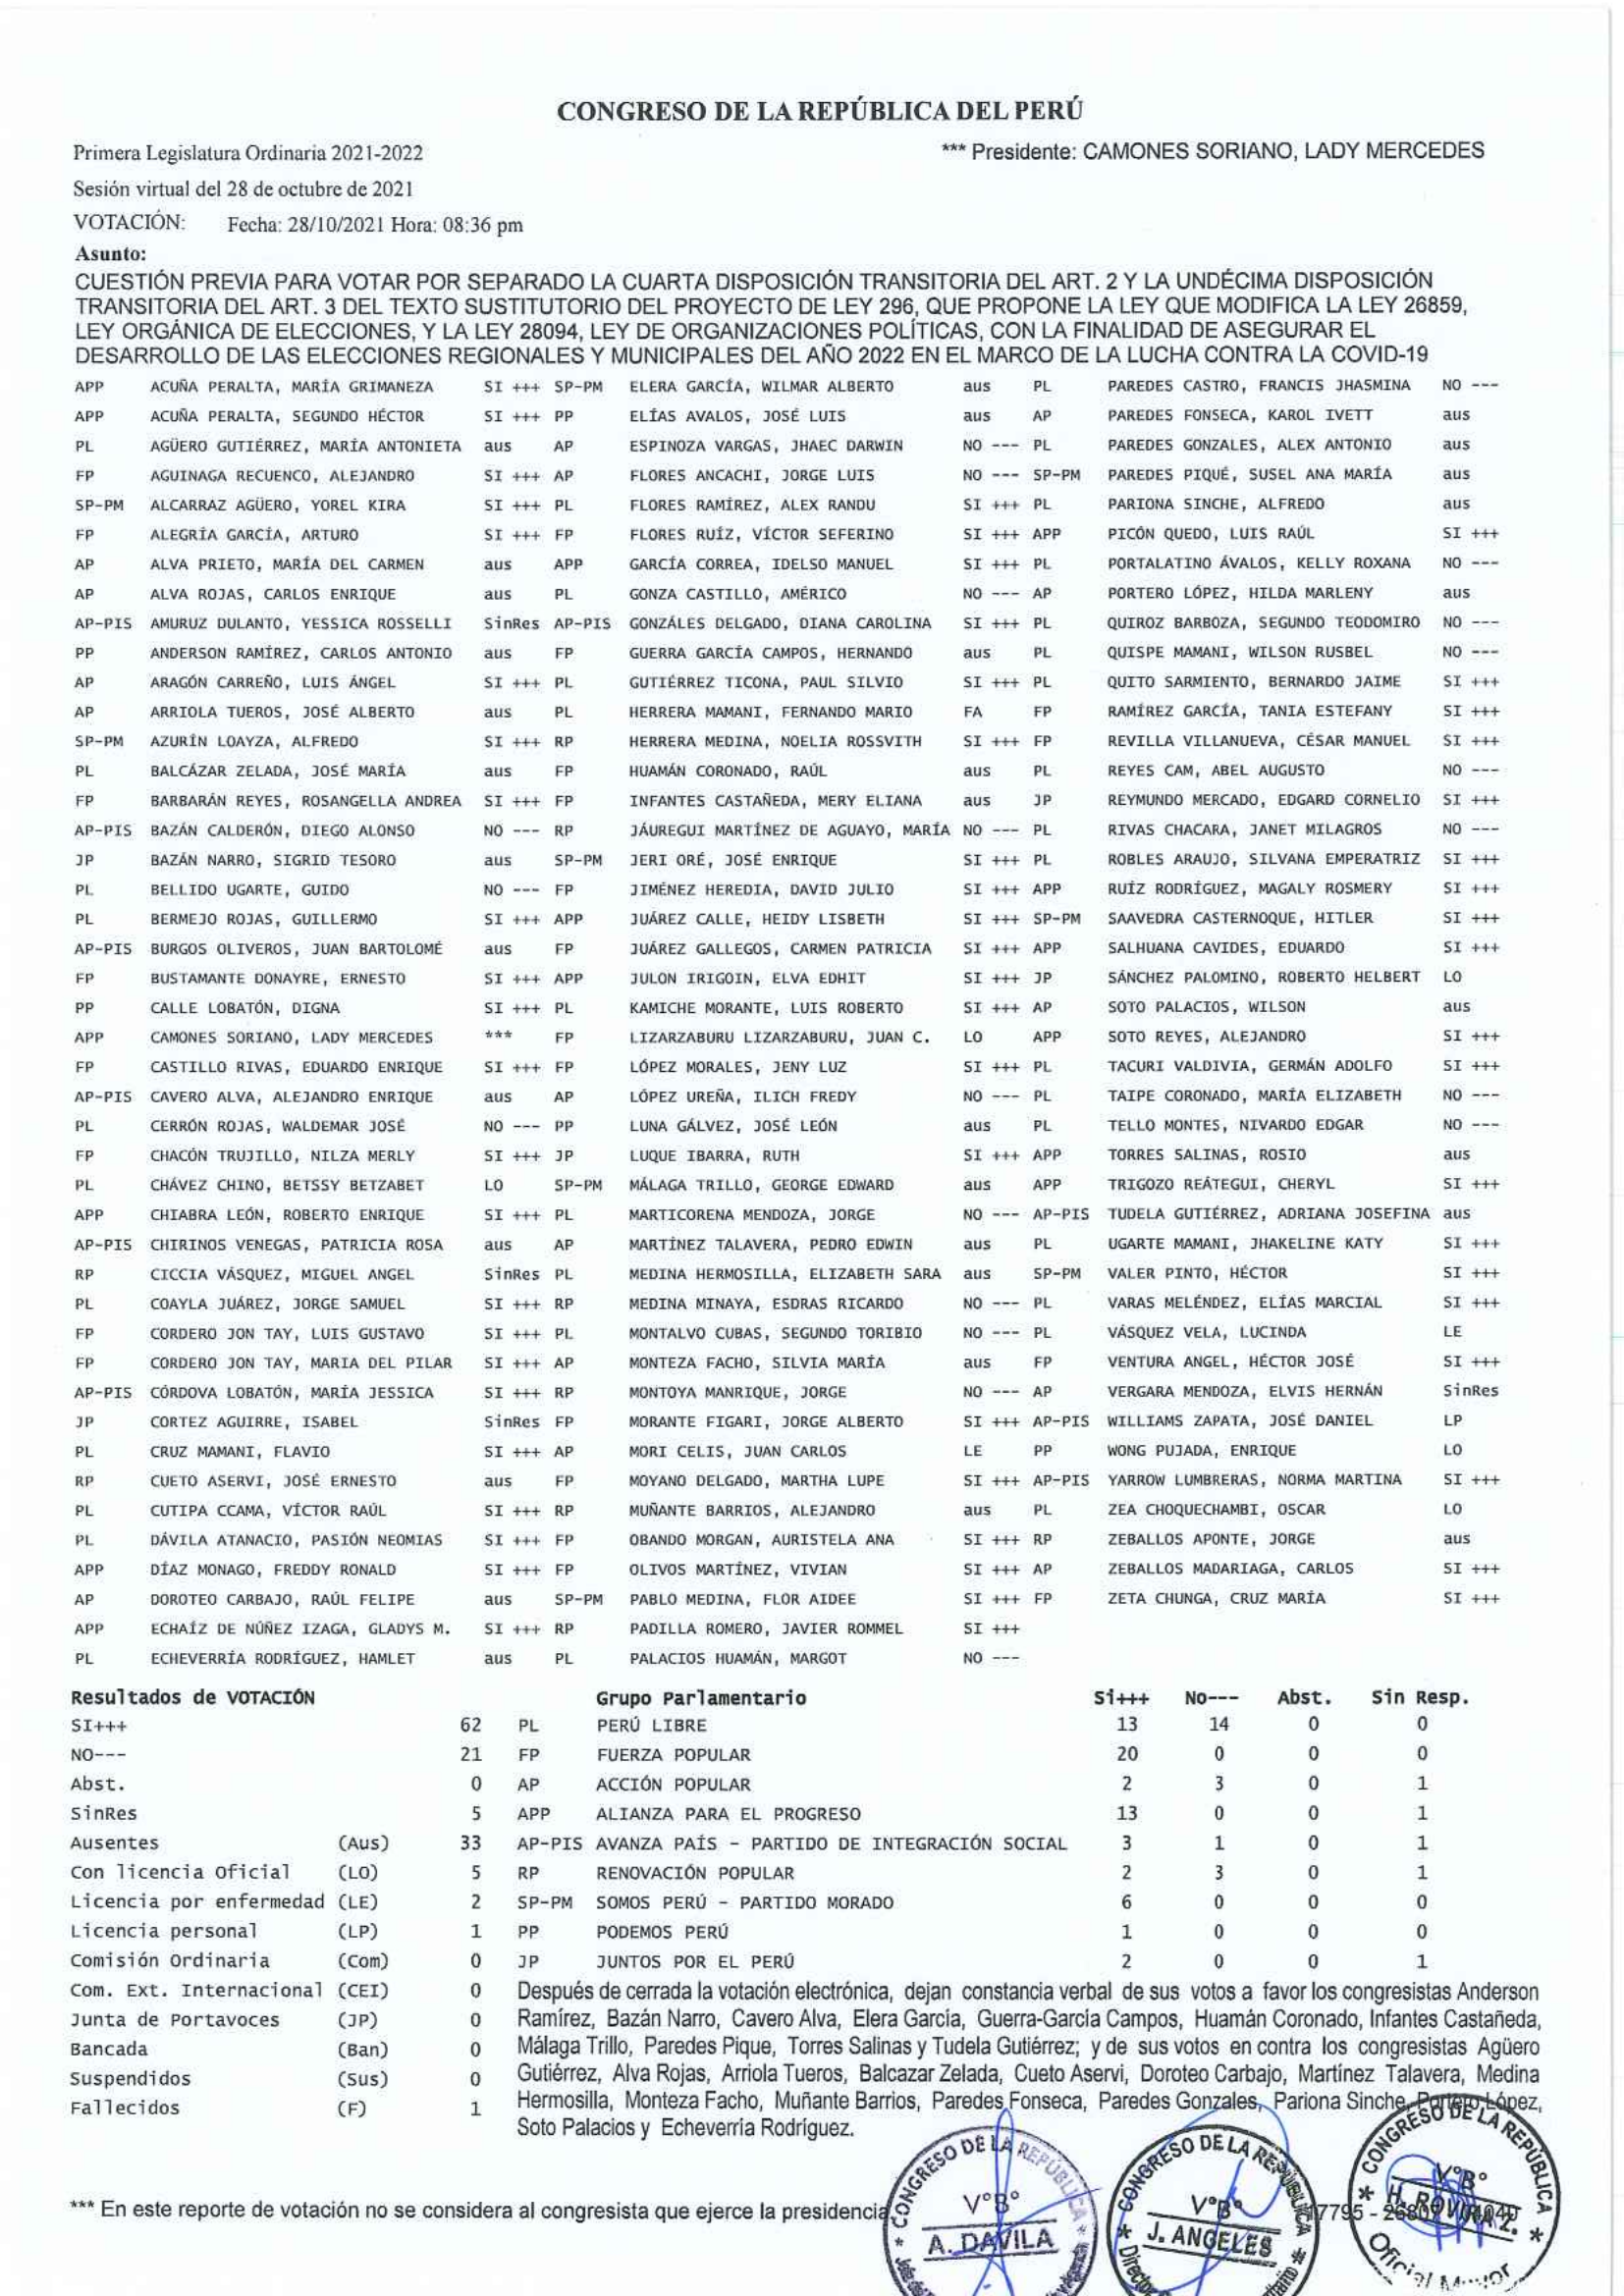 CONGRESO DE LA REPÚBLICA DEL PERÚ
Primera Legislatura Ordinaria 2021-2022 *** Presidente: CAMONES SORIANO, LADY MERCEDES
Sesión virtual del 28 de octubre de 2021
VOTACIÓN: Fecha: 28/10/2021 Hora: 08:36 pm
Asunto:
CUESTIÓN PREVIA PARA VOTAR POR SEPARADO LA CUARTA DISPOSICIÓN TRANSITORIA DEL ART. 2 Y LA UNDÉCIMA DISPOSICIÓN
TRANSITORIA DEL ART. 3 DEL TEXTO SUSTITUTORIO DEL PROYECTO DE LEY 296, QUE PROPONE LA LEY QUE MODIFICA LA LEY 26859,
LEY ORGÁNICA DE ELECCIONES, Y LA LEY 28094, LEY DE ORGANIZACIONES POLÍTICAS, CON LA FINALIDAD DE ASEGURAR EL
DESARROLLO DE LAS ELECCIONES REGIONALES Y MUNICIPALES DEL AÑO 2022 EN EL MARCO DE LA LUCHA CONTRA LA COVID-19
APP ACUÑA PERALTA, MARÍA GRIMANEZA SI +++ SP-PM ELERA GARCÍA, WILMAR ALBERTO aus PL PAREDES CASTRO, FRANCIS JHASMINA NO ---
APP ACUÑA PERALTA, SEGUNDO HÉCTOR SI +++ PP ELÍAS AVALOS, JOSÉ LUIS aus AP PAREDES FONSECA, KAROL IVETT aus
PL AGÜERO GUTIÉRREZ, MARÍA ANTONIETA aus AP ESPINOZA VARGAS, JHAEC DARWIN NO --- PL PAREDES GONZALES, ALEX ANTONIO aus
FP AGUINAGA RECUENCO, ALEJANDRO SI +++ AP FLORES ANCACHI, JORGE LUIS NO --- SP-PM PAREDES PIQUÉ, SUSEL ANA MARÍA aus
SP-PM ALCARRAZ AGÜERO, YOREL KIRA SI +++ PL FLORES RAMÍREZ, ALEX RANDU SI +++ PL PARIONA SINCHE, ALFREDO aus
FP ALEGRÍA GARCÍA, ARTURO SI +++ FP FLORES RUÍZ, VÍCTOR SEFERINO SI +++ APP PICÓN QUEDO, LUIS RAÚL SI +++
AP ALVA PRIETO, MARÍA DEL CARMEN aus APP GARCÍA CORREA, IDELSO MANUEL SI +++ PL PORTALATINO ÁVALOS, KELLY ROXANA NO ---
AP ALVA ROJAS, CARLOS ENRIQUE aus PL GONZA CASTILLO, AMÉRICO NO --- AP PORTERO LÓPEZ, HILDA MARLENY aus
AP-PIS AMURUZ DULANTO, YESSICA ROSSELLI SinRes AP-PIS GONZÁLES DELGADO, DIANA CAROLINA SI +++ PL QUIROZ BARBOZA, SEGUNDO TEODOMIRO NO ---
PP ANDERSON RAMÍREZ, CARLOS ANTONIO aus FP GUERRA GARCÍA CAMPOS, HERNANDO aus PL QUISPE MAMANI, WILSON RUSBEL NO ---
AP ARAGÓN CARREÑO, LUIS ÁNGEL SI +++ PL GUTIÉRREZ TICONA, PAUL SILVIO SI +++ PL QUITO SARMIENTO, BERNARDO JAIME SI +++
AP ARRIOLA TUEROS, JOSÉ ALBERTO aus PL HERRERA MAMANI, FERNANDO MARIO FA FP RAMÍREZ GARCÍA, TANIA ESTEFANY SI +++
SP-PM AZURÍN LOAYZA, ALFREDO SI +++ RP HERRERA MEDINA, NOELIA ROSSVITH SI +++ FP REVILLA VILLANUEVA, CÉSAR MANUEL SI +++
PL BALCÁZAR ZELADA, JOSÉ MARÍA aus FP HUAMÁN CORONADO, RAÚL aus PL REYES CAM, ABEL AUGUSTO NO ---
FP BARBARÁN REYES, ROSANGELLA ANDREA SI +++ FP INFANTES CASTAÑEDA, MERY ELIANA aus JP REYMUNDO MERCADO, EDGARD CORNELIO SI +++
AP-PIS BAZÁN CALDERÓN, DIEGO ALONSO NO --- RP JÁUREGUI MARTÍNEZ DE AGUAYO, MARÍA NO --- PL RIVAS CHACARA, JANET MILAGROS NO ---
JP BAZÁN NARRO, SIGRID TESORO aus SP-PM JERI ORÉ, JOSÉ ENRIQUE SI +++ PL ROBLES ARAUJO, SILVANA EMPERATRIZ SI +++
PL BELLIDO UGARTE, GUIDO NO --- FP JIMÉNEZ HEREDIA, DAVID JULIO SI +++ APP RUÍZ RODRÍGUEZ, MAGALY ROSMERY SI +++
PL BERMEJO ROJAS, GUILLERMO SI +++ APP JUÁREZ CALLE, HEIDY LISBETH SI +++ SP-PM SAAVEDRA CASTERNOQUE, HITLER SI +++
AP-PIS BURGOS OLIVEROS, JUAN BARTOLOMÉ aus FP JUÁREZ GALLEGOS, CARMEN PATRICIA SI +++ APP SALHUANA CAVIDES, EDUARDO SI +++
FP BUSTAMANTE DONAYRE, ERNESTO SI +++ APP JULON IRIGOIN, ELVA EDHIT SI +++ JP SÁNCHEZ PALOMINO, ROBERTO HELBERT LO
PP CALLE LOBATÓN, DIGNA SI +++ PL KAMICHE MORANTE, LUIS ROBERTO SI +++ AP SOTO PALACIOS, WILSON aus
APP CAMONES SORIANO, LADY MERCEDES *** FP LIZARZABURU LIZARZABURU, JUAN C. LO APP SOTO REYES, ALEJANDRO SI +++
FP CASTILLO RIVAS, EDUARDO ENRIQUE SI +++ FP LÓPEZ MORALES, JENY LUZ SI +++ PL TACURI VALDIVIA, GERMÁN ADOLFO SI +++
AP-PIS CAVERO ALVA, ALEJANDRO ENRIQUE aus AP LÓPEZ UREÑA, ILICH FREDY NO --- PL TAIPE CORONADO, MARÍA ELIZABETH NO ---
PL CERRÓN ROJAS, WALDEMAR JOSÉ NO --- PP LUNA GÁLVEZ, JOSÉ LEÓN aus PL TELLO MONTES, NIVARDO EDGAR NO ---
FP CHACÓN TRUJILLO, NILZA MERLY SI +++ JP LUQUE IBARRA, RUTH SI +++ APP TORRES SALINAS, ROSIO aus
PL CHÁVEZ CHINO, BETSSY BETZABET LO SP-PM MÁLAGA TRILLO, GEORGE EDWARD aus APP TRIGOZO REÁTEGUI, CHERYL SI +++
APP CHIABRA LEÓN, ROBERTO ENRIQUE SI +++ PL MARTICORENA MENDOZA, JORGE NO --- AP-PIS TUDELA GUTIÉRREZ, ADRIANA JOSEFINA aus
AP-PIS CHIRINOS VENEGAS, PATRICIA ROSA aus AP MARTÍNEZ TALAVERA, PEDRO EDWIN aus PL UGARTE MAMANI, JHAKELINE KATY SI +++
RP CICCIA VÁSQUEZ, MIGUEL ANGEL SinRes PL MEDINA HERMOSILLA, ELIZABETH SARA aus SP-PM VALER PINTO, HÉCTOR SI +++
PL COAYLA JUÁREZ, JORGE SAMUEL SI +++ RP MEDINA MINAYA, ESDRAS RICARDO NO --- PL VARAS MELÉNDEZ, ELÍAS MARCIAL SI +++
FP CORDERO JON TAY, LUIS GUSTAVO SI +++ PL MONTALVO CUBAS, SEGUNDO TORIBIO NO --- PL VÁSQUEZ VELA, LUCINDA LE
FP CORDERO JON TAY, MARIA DEL PILAR SI +++ AP MONTEZA FACHO, SILVIA MARÍA aus FP VENTURA ANGEL, HÉCTOR JOSÉ SI +++
AP-PIS CÓRDOVA LOBATÓN, MARÍA JESSICA SI +++ RP MONTOYA MANRIQUE, JORGE NO --- AP VERGARA MENDOZA, ELVIS HERNÁN SinRes
JP CORTEZ AGUIRRE, ISABEL SinRes FP MORANTE FIGARI, JORGE ALBERTO SI +++ AP-PIS WILLIAMS ZAPATA, JOSÉ DANIEL LP
PL CRUZ MAMANI, FLAVIO SI +++ AP MORI CELIS, JUAN CARLOS LE PP WONG PUJADA, ENRIQUE LO
RP CUETO ASERVI, JOSÉ ERNESTO aus FP MOYANO DELGADO, MARTHA LUPE SI +++ AP-PIS YARROW LUMBRERAS, NORMA MARTINA SI +++
PL CUTIPA CCAMA, VÍCTOR RAÚL SI +++ RP MUÑANTE BARRIOS, ALEJANDRO aus PL ZEA CHOQUECHAMBI, OSCAR LO
PL DÁVILA ATANACIO, PASIÓN NEOMIAS SI +++ FP OBANDO MORGAN, AURISTELA ANA SI +++ RP ZEBALLOS APONTE, JORGE aus
APP DÍAZ MONAGO, FREDDY RONALD SI +++ FP OLIVOS MARTÍNEZ, VIVIAN SI +++ AP ZEBALLOS MADARIAGA, CARLOS SI +++
AP DOROTEO CARBAJO, RAÚL FELIPE aus SP-PM PABLO MEDINA, FLOR AIDEE SI +++ FP ZETA CHUNGA, CRUZ MARÍA SI +++
APP ECHAÍZ DE NÚÑEZ IZAGA, GLADYS M. SI +++ RP PADILLA ROMERO, JAVIER ROMMEL SI +++
PL ECHEVERRÍA RODRÍGUEZ, HAMLET aus PL PALACIOS HUAMÁN, MARGOT NO ---
Resultados de VOTACIÓN Grupo Parlamentario Si+++ No--- Abst. Sin Resp.
SI+++ 62 PL PERÚ LIBRE 13 14 0 0
NO--- 21 FP FUERZA POPULAR 20 0 0 0
Abst. 0 AP ACCIÓN POPULAR 2 3 0 1
SinRes 5 APP ALIANZA PARA EL PROGRESO 13 0 0 1
Ausentes (Aus) 33 AP-PIS AVANZA PAÍS - PARTIDO DE INTEGRACIÓN SOCIAL 3 1 0 1
Con licencia Oficial (LO) 5 RP RENOVACIÓN POPULAR 2 3 0 1
Licencia por enfermedad (LE) 2 SP-PM SOMOS PERÚ - PARTIDO MORADO 6 0 0 0
Licencia personal (LP) 1 PP PODEMOS PERÚ 1 0 0 0
Comisión Ordinaria (Com) 0 JP JUNTOS POR EL PERÚ 2 0 0 1
Com. Ext. Internacional (CEI) 0 Después de cerrada la votación electrónica, dejan constancia verbal de sus votos a favor los congresistas Anderson
Junta de Portavoces (JP) 0 Ramírez, Bazán Narro, Cavero Alva, Elera García, Guerra-García Campos, Huamán Coronado, Infantes Castañeda,
Bancada (Ban) 0 Málaga Trillo, Paredes Pique, Torres Salinas y Tudela Gutiérrez; y de sus votos en contra los congresistas Agüero
Suspendidos (Sus) 0 Gutiérrez, Alva Rojas, Arriola Tueros, Balcazar Zelada, Cueto Aservi, Doroteo Carbajo, Martínez Talavera, Medina
Fallecidos (F) 1 Hermosilla, Monteza Facho, Muñante Barrios, Paredes Fonseca, Paredes Gonzales, Pariona Sinche, Portero López,
Soto Palacios y Echeverría Rodríguez.
*** En este reporte de votación no se considera al congresista que ejerce la presidencia
CONGRESO DE LA REPÚBLICA
V°B°
A. DAVILA
CONGRESO DE LA REPÚBLICA
V°B°
J. ANGELES
CONGRESO DE LA REPÚBLICA
V°B°
Oficial Mayor